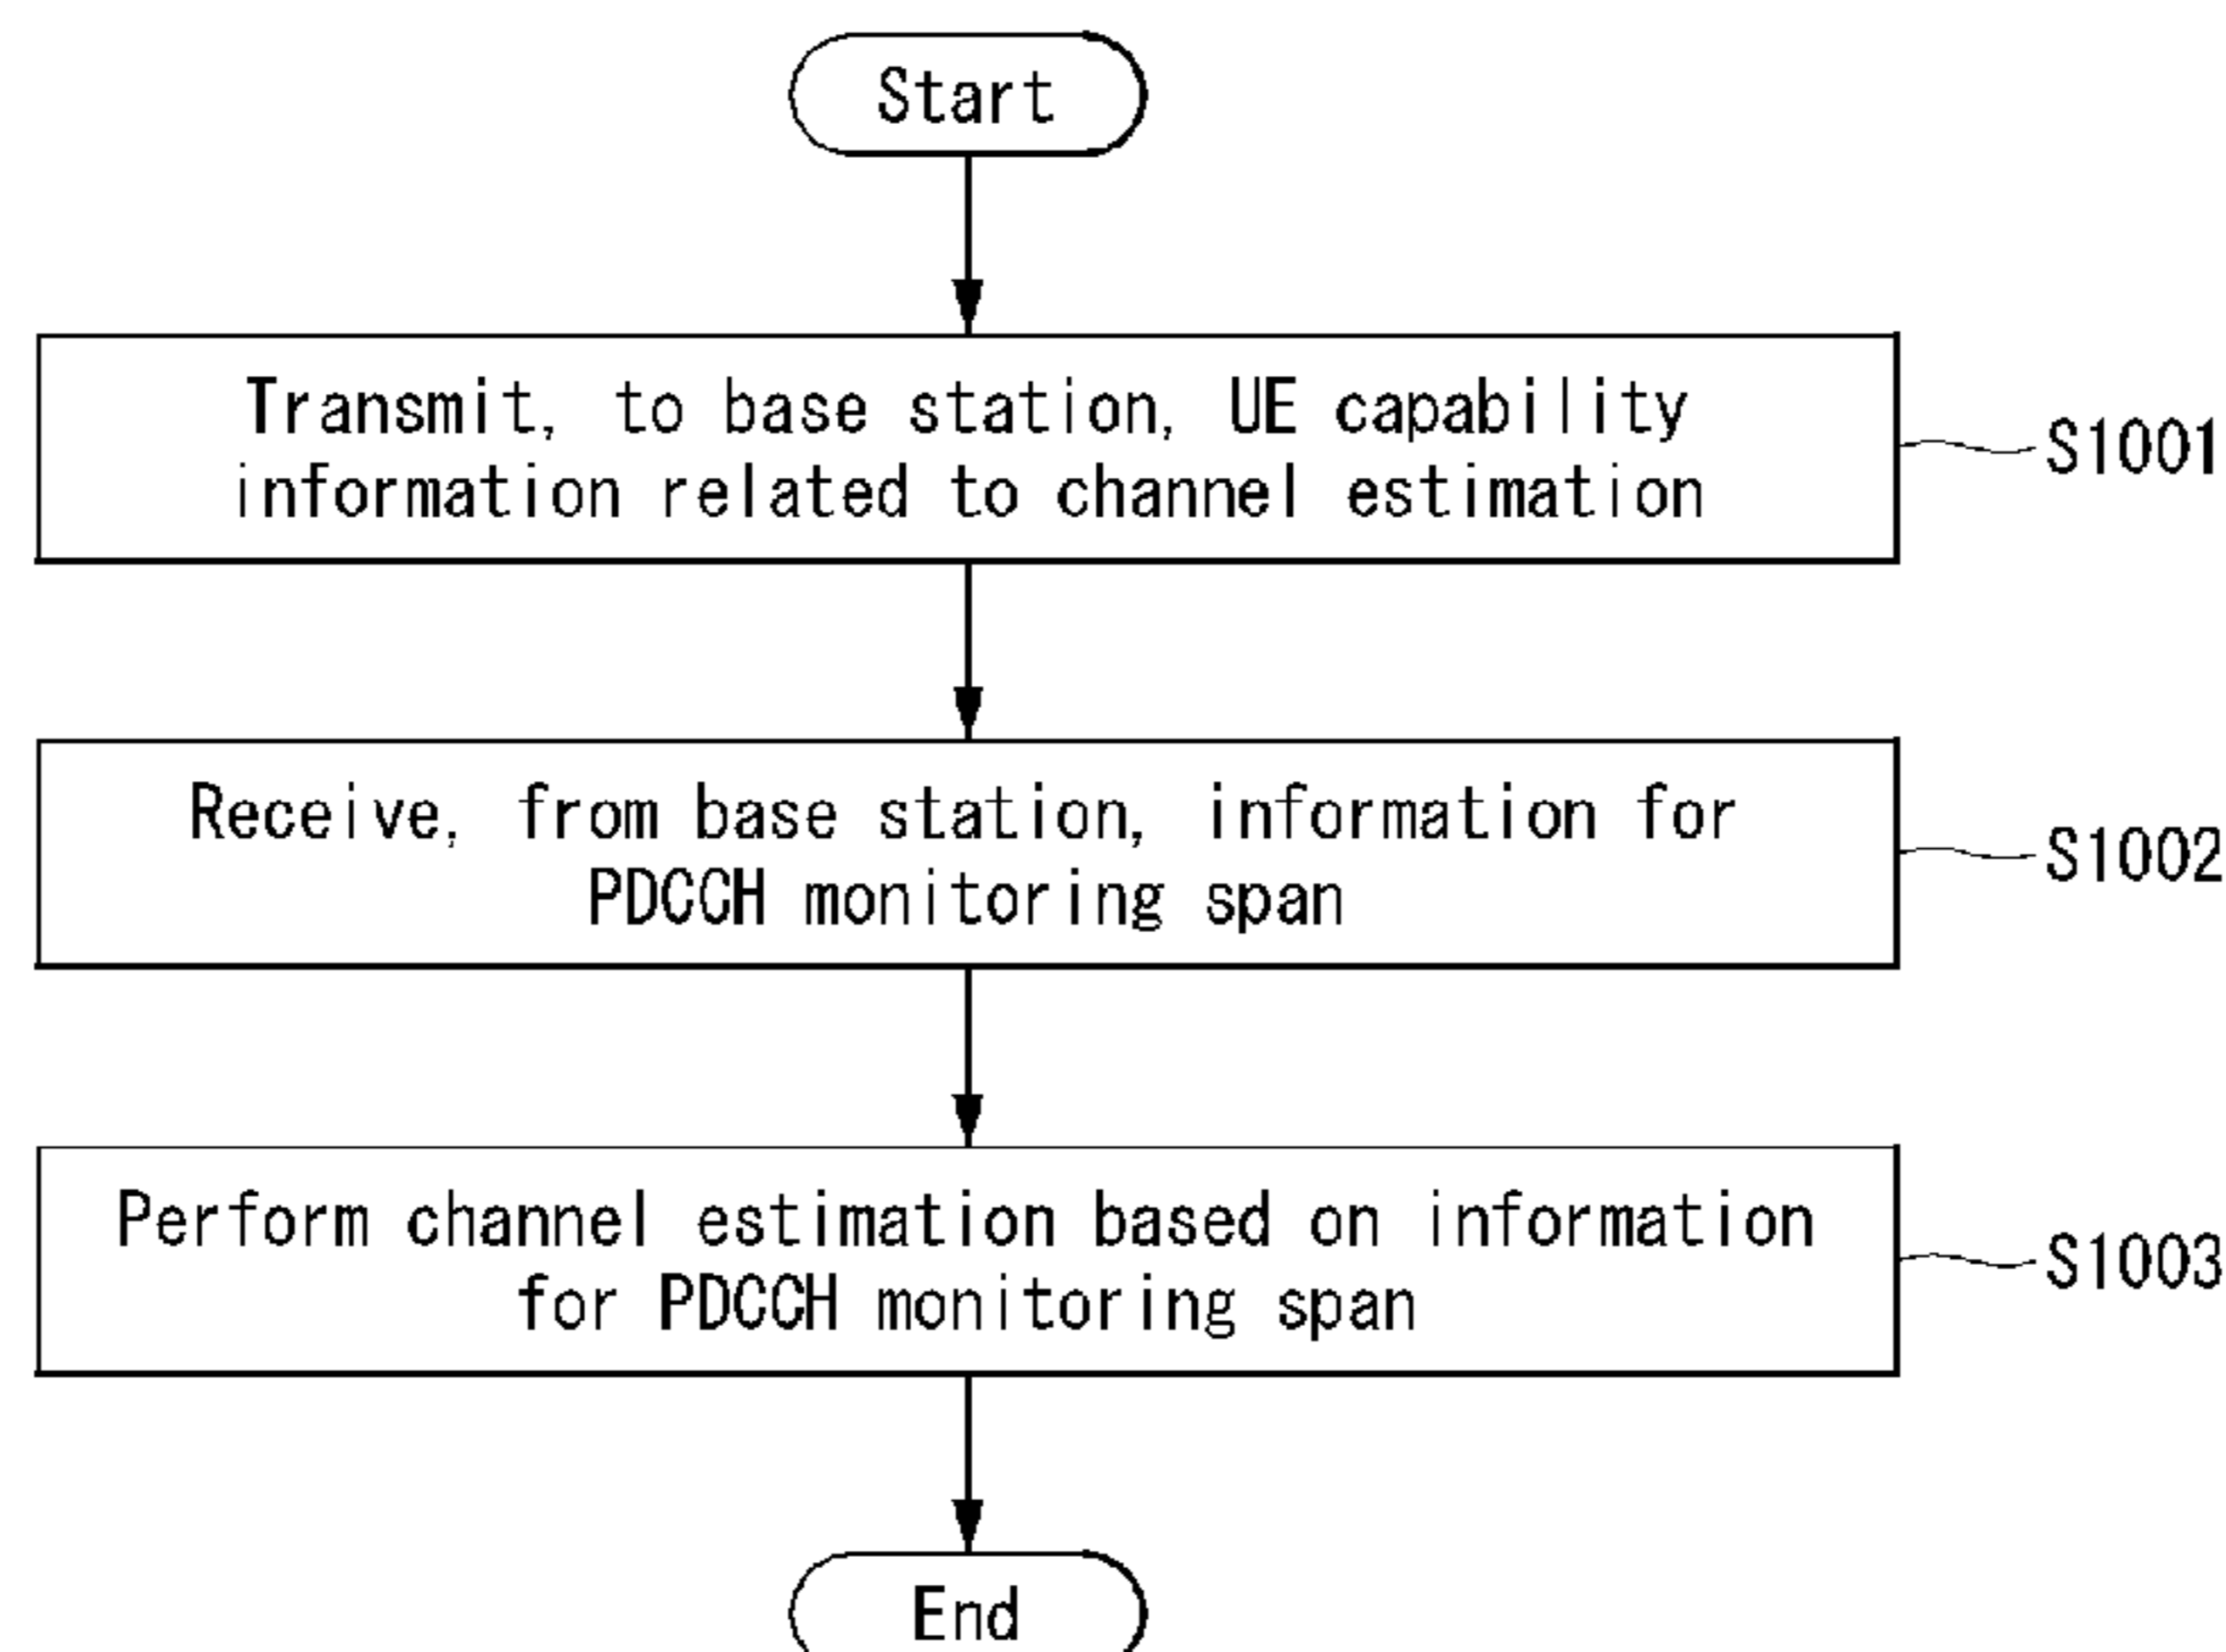 Start
Transmit, to base station, UE capability
information related to channel estimation
S1001
Receive, from base station, information for
PDCCH monitoring span
S1002
Perform channel estimation based on information
for PDCCH monitoring span
S1003
End